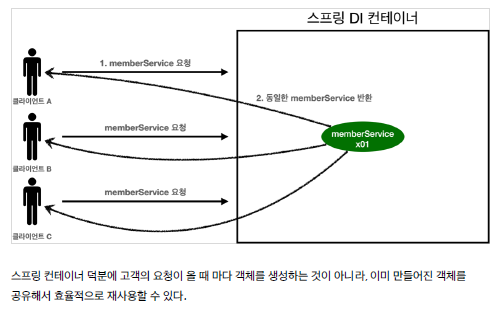 스프링 DI 컨테이너
1. memberService 요청
클라이언트 A
2. 동일한 memberService 반환
memberService 요청
memberService
x01
클라이언트 B
memberService 요청
클라이언트 C
스프링 컨테이너 덕분에 고객의 요청이 올 때 마다 객체를 생성하는 것이 아니라, 이미 만들어진 객체를
공유해서 효율적으로 재사용할 수 있다.